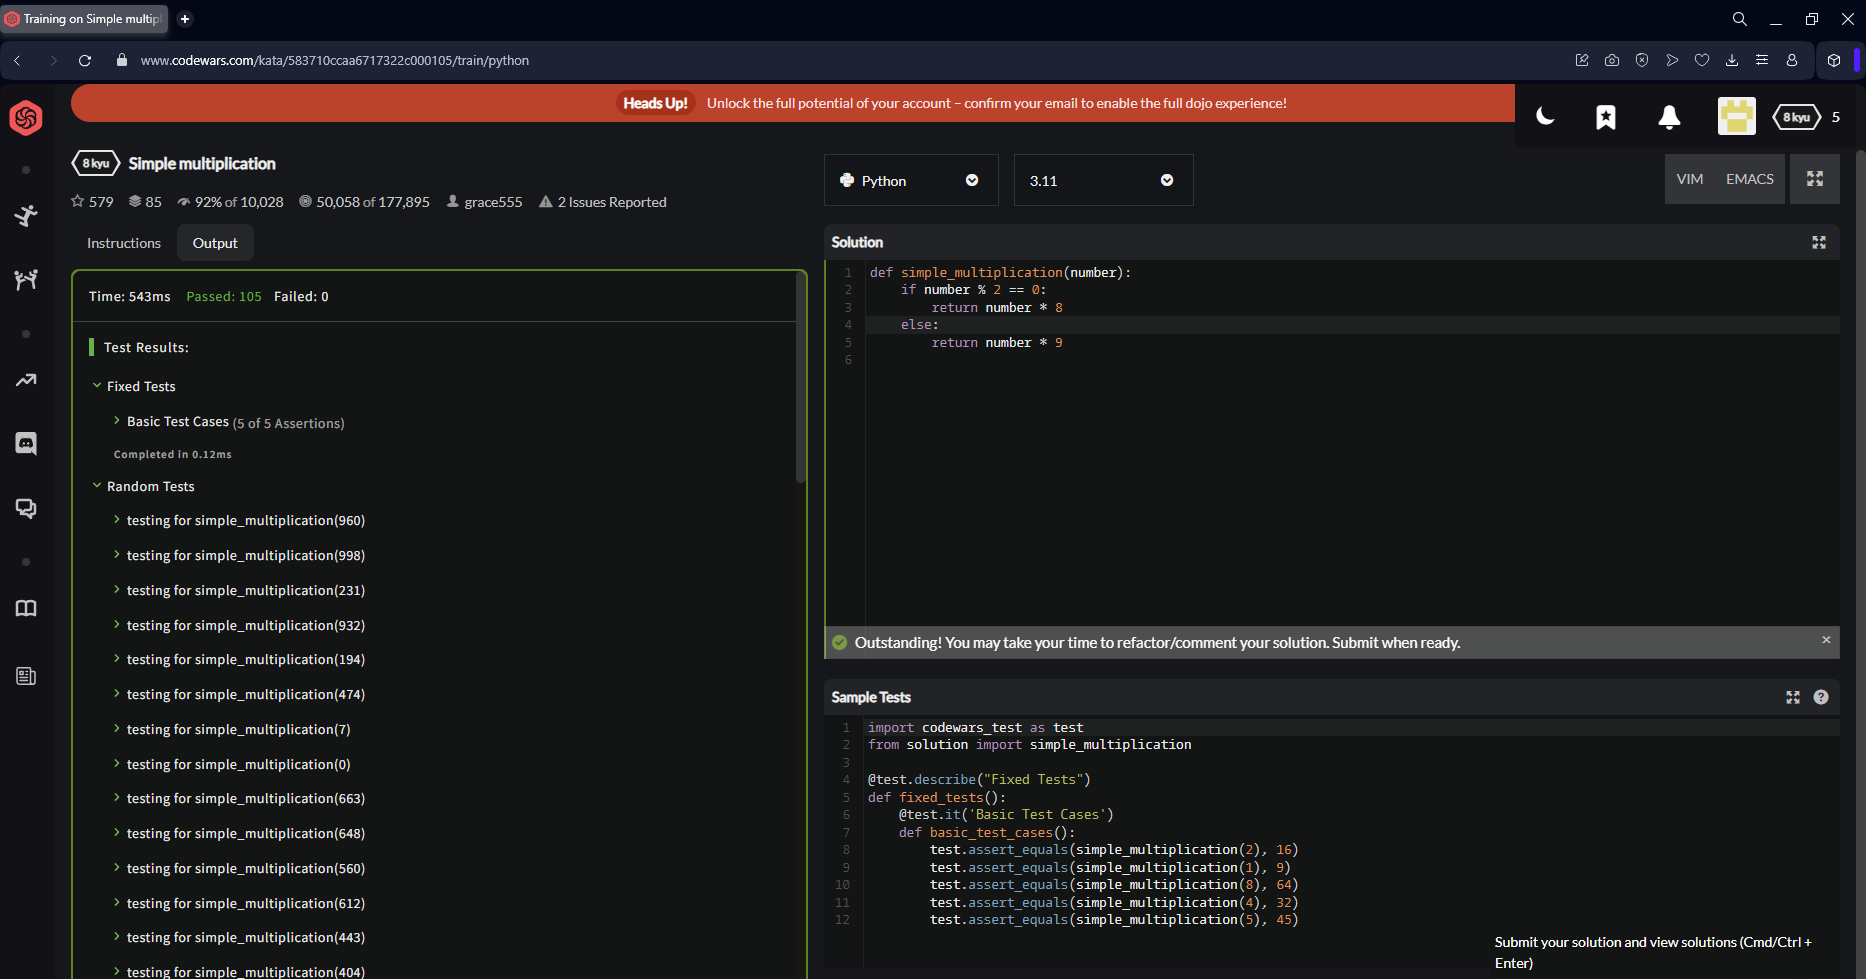 Training on Simple multipl
www.codewars.com/kata/583710ccaa6717322c000105/train/python
Heads Up! Unlock the full potential of your account – confirm your email to enable the full dojo experience!
8 kyu 5
8 kyu Simple multiplication
579 85 92% of 10,028 50,058 of 177,895 grace555 2 Issues Reported
Instructions Output
Time: 543ms Passed: 105 Failed: 0
Test Results:
Fixed Tests
Basic Test Cases (5 of 5 Assertions)
Completed in 0.12ms
Random Tests
testing for simple_multiplication(960)
testing for simple_multiplication(998)
testing for simple_multiplication(231)
testing for simple_multiplication(932)
testing for simple_multiplication(194)
testing for simple_multiplication(474)
testing for simple_multiplication(7)
testing for simple_multiplication(0)
testing for simple_multiplication(663)
testing for simple_multiplication(648)
testing for simple_multiplication(560)
testing for simple_multiplication(612)
testing for simple_multiplication(443)
testing for simple_multiplication(404)
Python 3.11 VIM EMACS
Solution
1 def simple_multiplication(number):
2     if number % 2 == 0:
3         return number * 8
4     else:
5         return number * 9
6
Outstanding! You may take your time to refactor/comment your solution. Submit when ready.
Sample Tests
1 import codewars_test as test
2 from solution import simple_multiplication
3
4 @test.describe("Fixed Tests")
5 def fixed_tests():
6     @test.it('Basic Test Cases')
7     def basic_test_cases():
8         test.assert_equals(simple_multiplication(2), 16)
9         test.assert_equals(simple_multiplication(1), 9)
10         test.assert_equals(simple_multiplication(8), 64)
11         test.assert_equals(simple_multiplication(4), 32)
12         test.assert_equals(simple_multiplication(5), 45)
Submit your solution and view solutions (Cmd/Ctrl +
Enter)